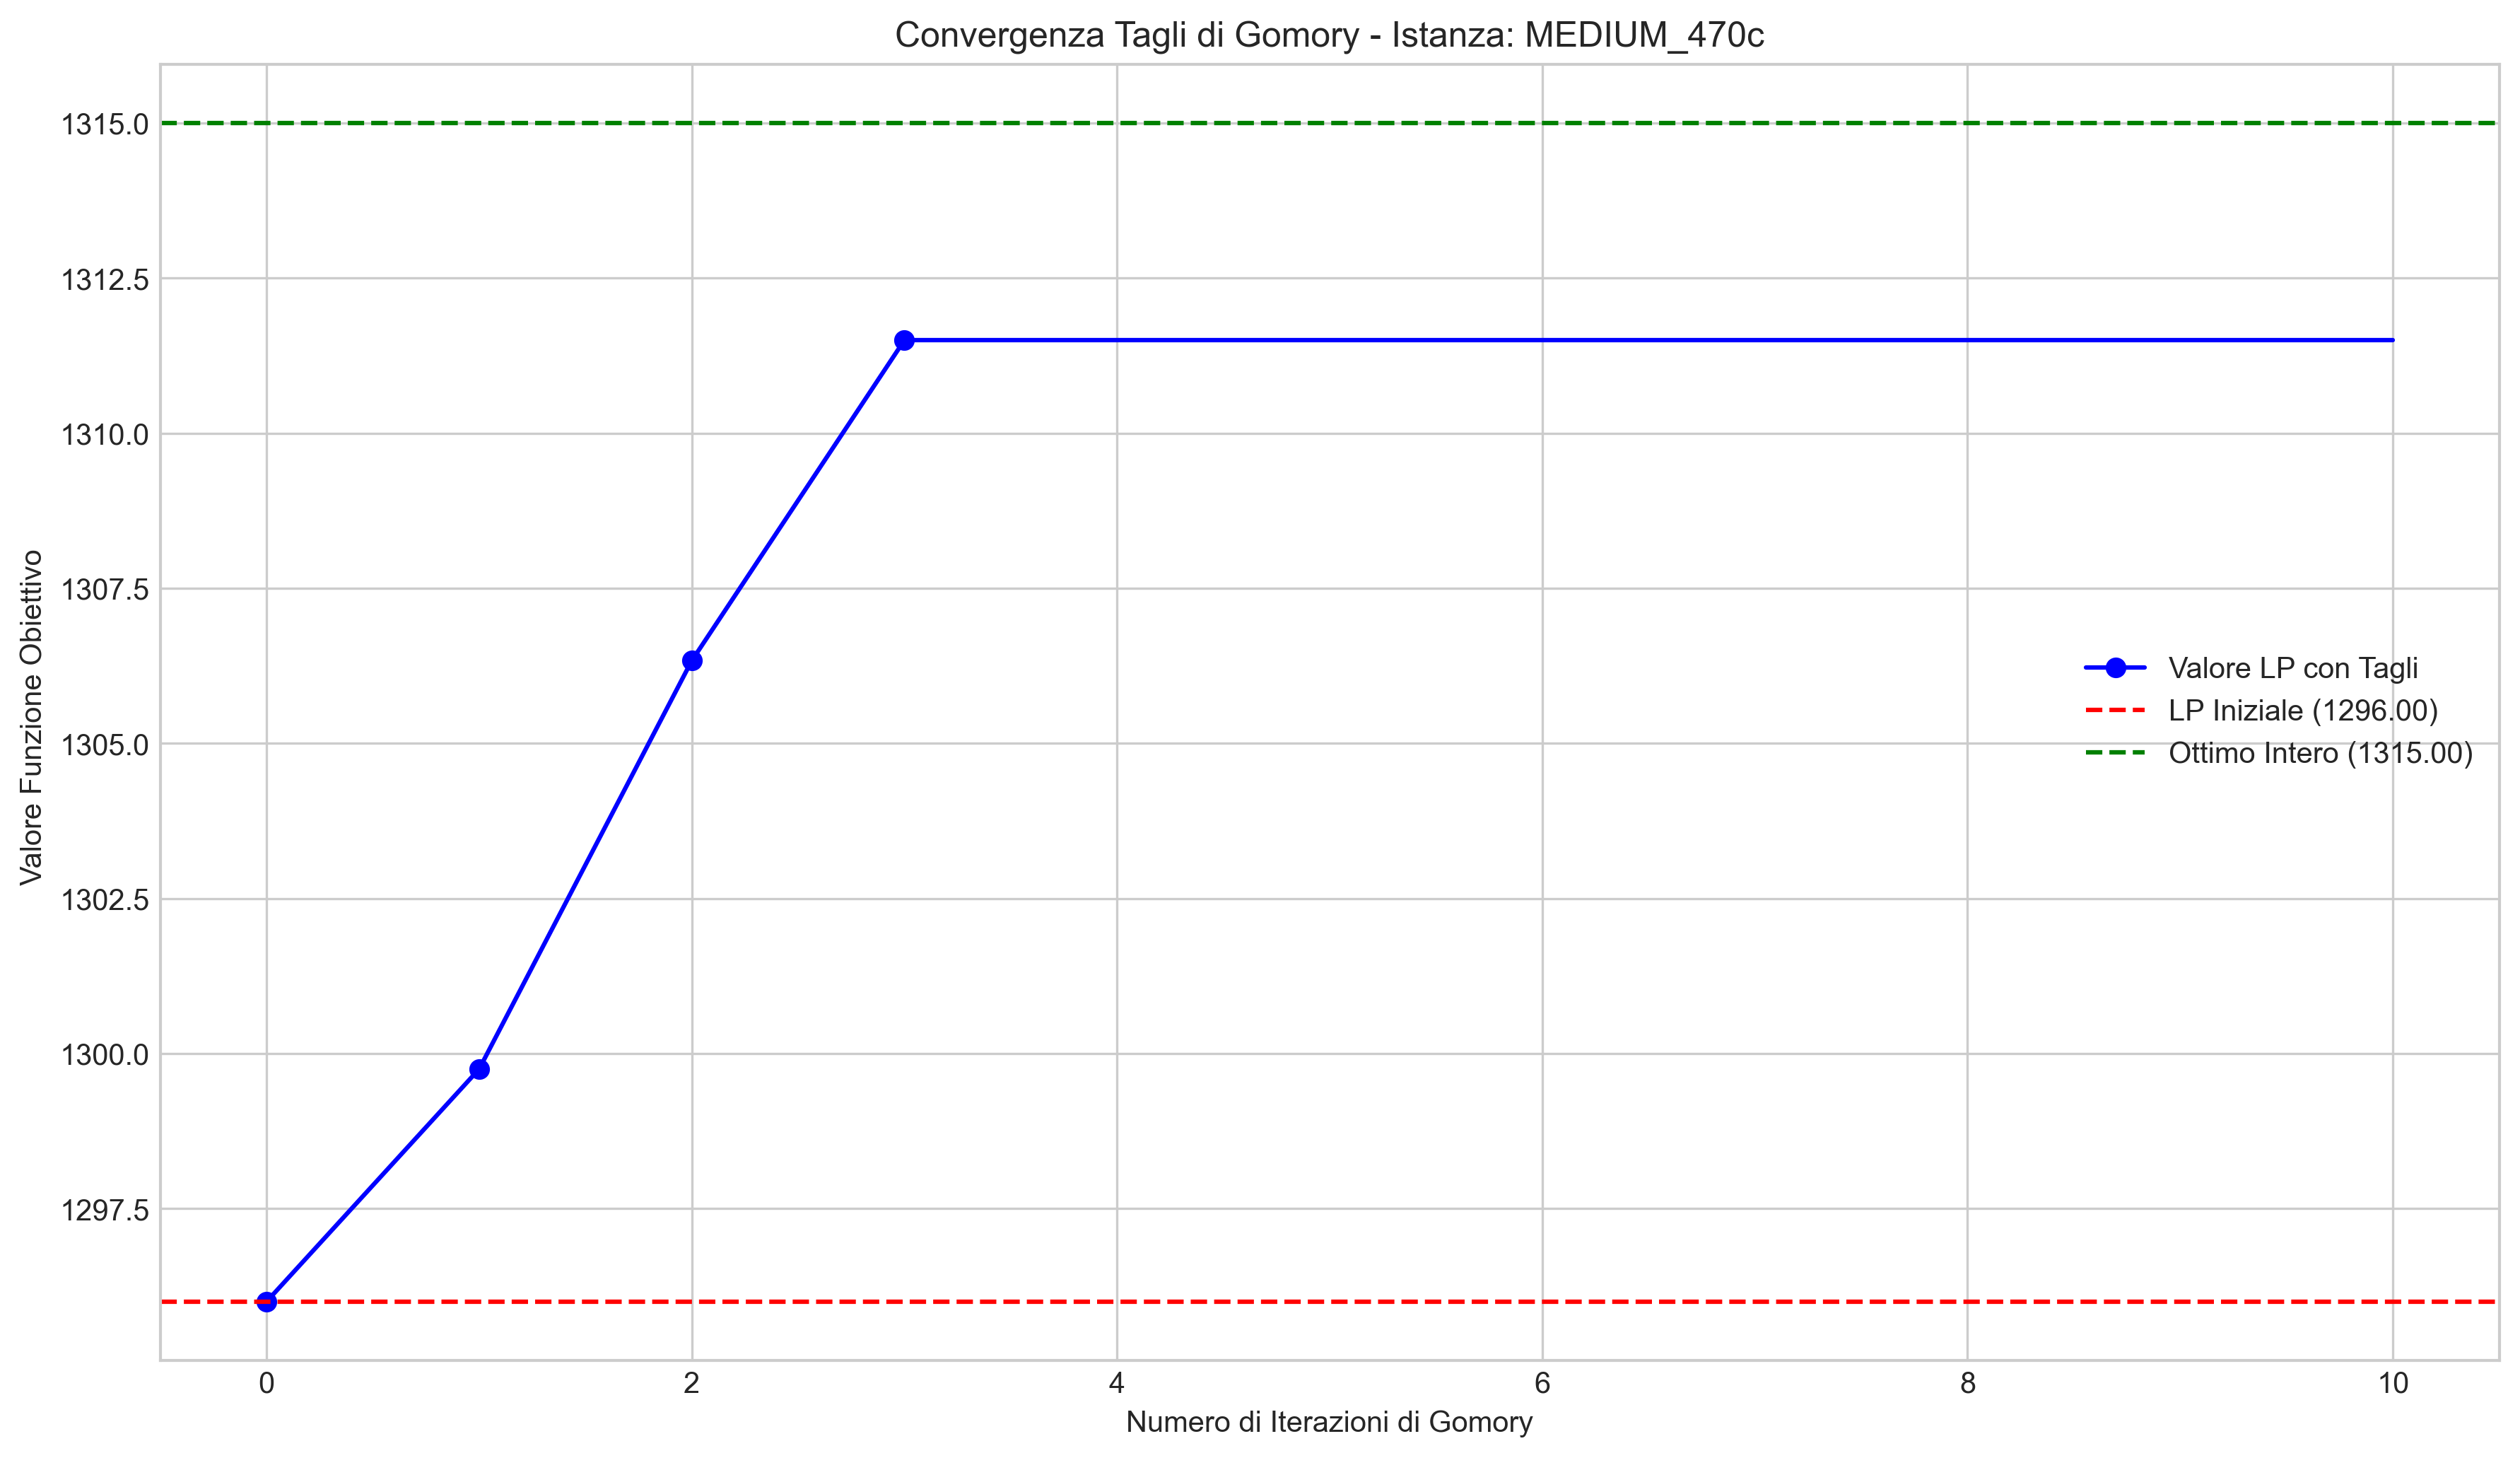 Convergenza Tagli di Gomory - Istanza: MEDIUM_470c
Valore Funzione Obiettivo
1315.0
1312.5
1310.0
1307.5
1305.0
1302.5
1300.0
1297.5
Valore LP con Tagli
LP Iniziale (1296.00)
Ottimo Intero (1315.00)
0 2 4 6 8 10
Numero di Iterazioni di Gomory